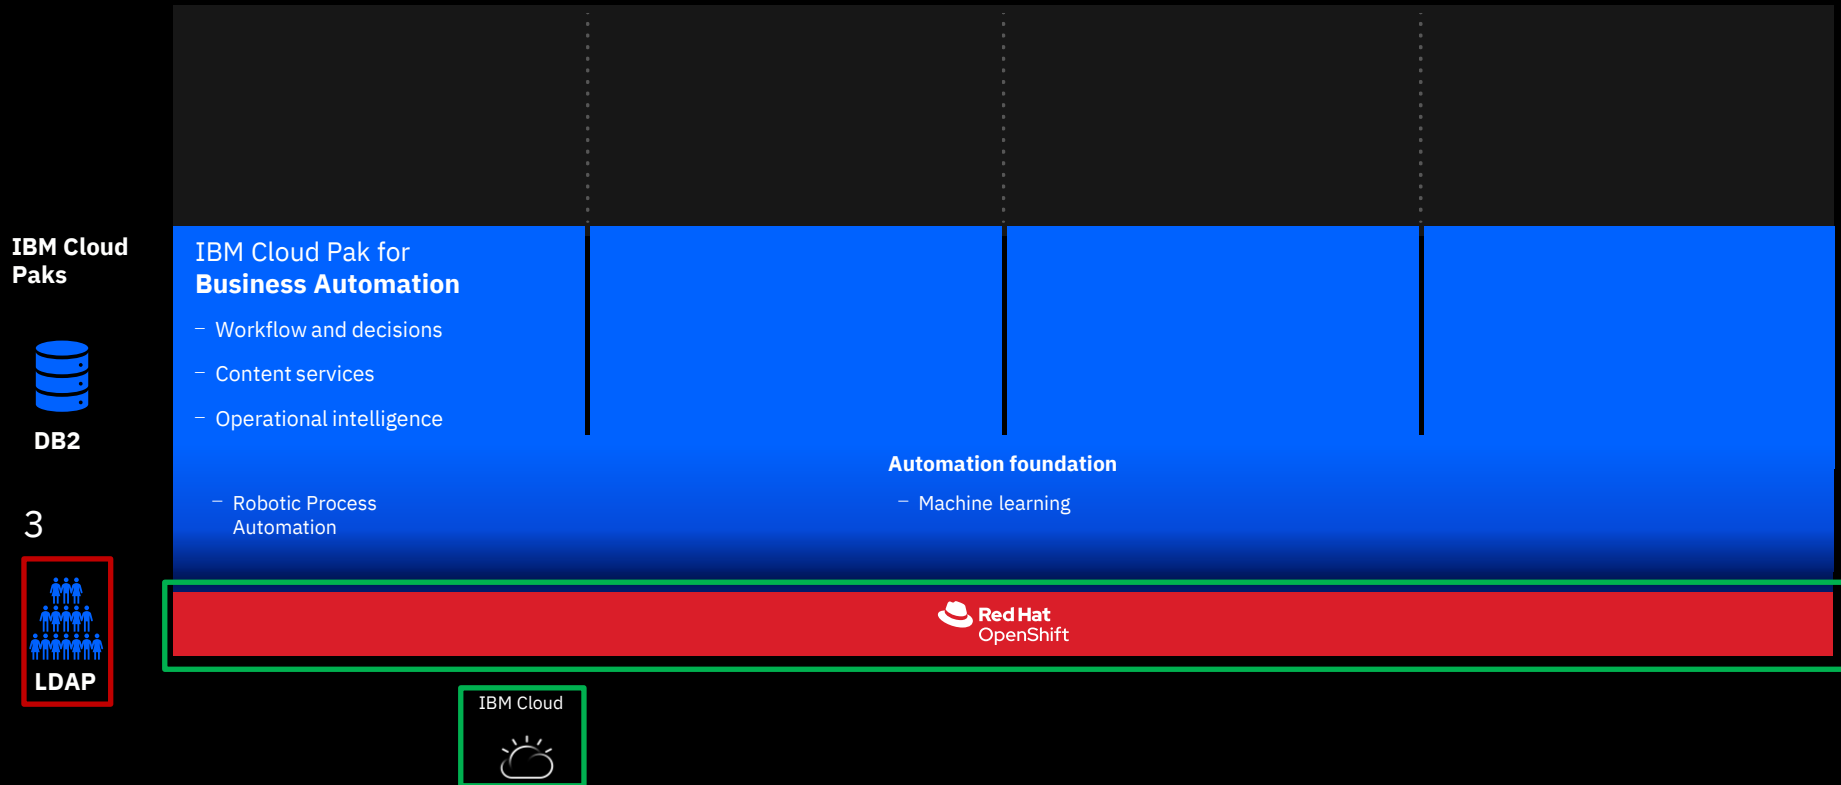 IBM Cloud
Paks
DB2
3
LDAP
IBM Cloud Pak for
Business Automation
– Workflow and decisions
– Content services
– Operational intelligence
Automation foundation
– Robotic Process
Automation
– Machine learning
Red Hat
OpenShift
IBM Cloud